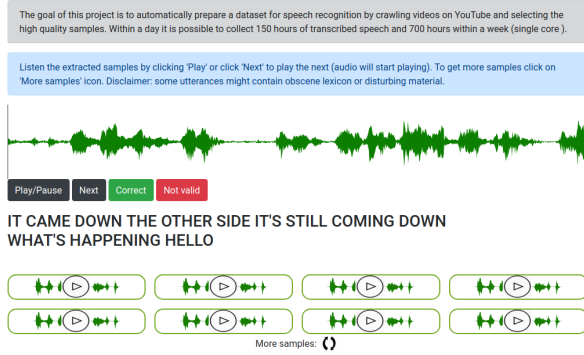 The goal of this project is to automatically prepare a dataset for speech recognition by crawling videos on YouTube and selecting the
high quality samples. Within a day it is possible to collect 150 hours of transcribed speech and 700 hours within a week (single core ).
Listen the extracted samples by clicking 'Play' or click 'Next' to play the next (audio will start playing). To get more samples click on
'More samples' icon. Disclaimer: some utterances might contain obscene lexicon or disturbing material.
Play/Pause Next Correct Not valid
IT CAME DOWN THE OTHER SIDE IT'S STILL COMING DOWN
WHAT'S HAPPENING HELLO
More samples: